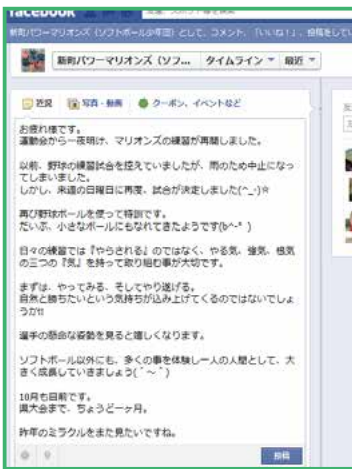 facebook
新町パワーマリオンズ（ソフトボール少年団）として、コメント、「いいね！」、投稿をしてい
新町パワーマリオンズ（ソフ... タイムライン 最近
近況 写真・動画 クーポン、イベントなど
お疲れ様です。
運動会から一夜明け、マリオンズの練習が再開しました。
以前、野球の練習試合を控えていましたが、雨のため中止になっ
てしまいました。
しかし、来週の日曜日に再度、試合が決定しました(^_-)☆
再び野球ボールを使って特訓です。
だいぶ、小さなボールにもなれてきたようです(b^-゜)
日々の練習では『やらされる』のではなく、やる気、強気、根気
の三つの『気』を持って取り組む事が大切です。
まずは、やってみる、そしてやり遂げる。
自然と勝ちたいという気持ちが込み上げてくるのではないでしょ
うか!!
選手の懸命な姿勢を見ると嬉しくなります。
ソフトボール以外にも、多くの事を体験し一人の人間として、大
きく成長していきましょう(´～｀)
10月も目前です。
県大会まで、ちょうど一ヶ月。
昨年のミラクルをまた見たいですね。
投稿